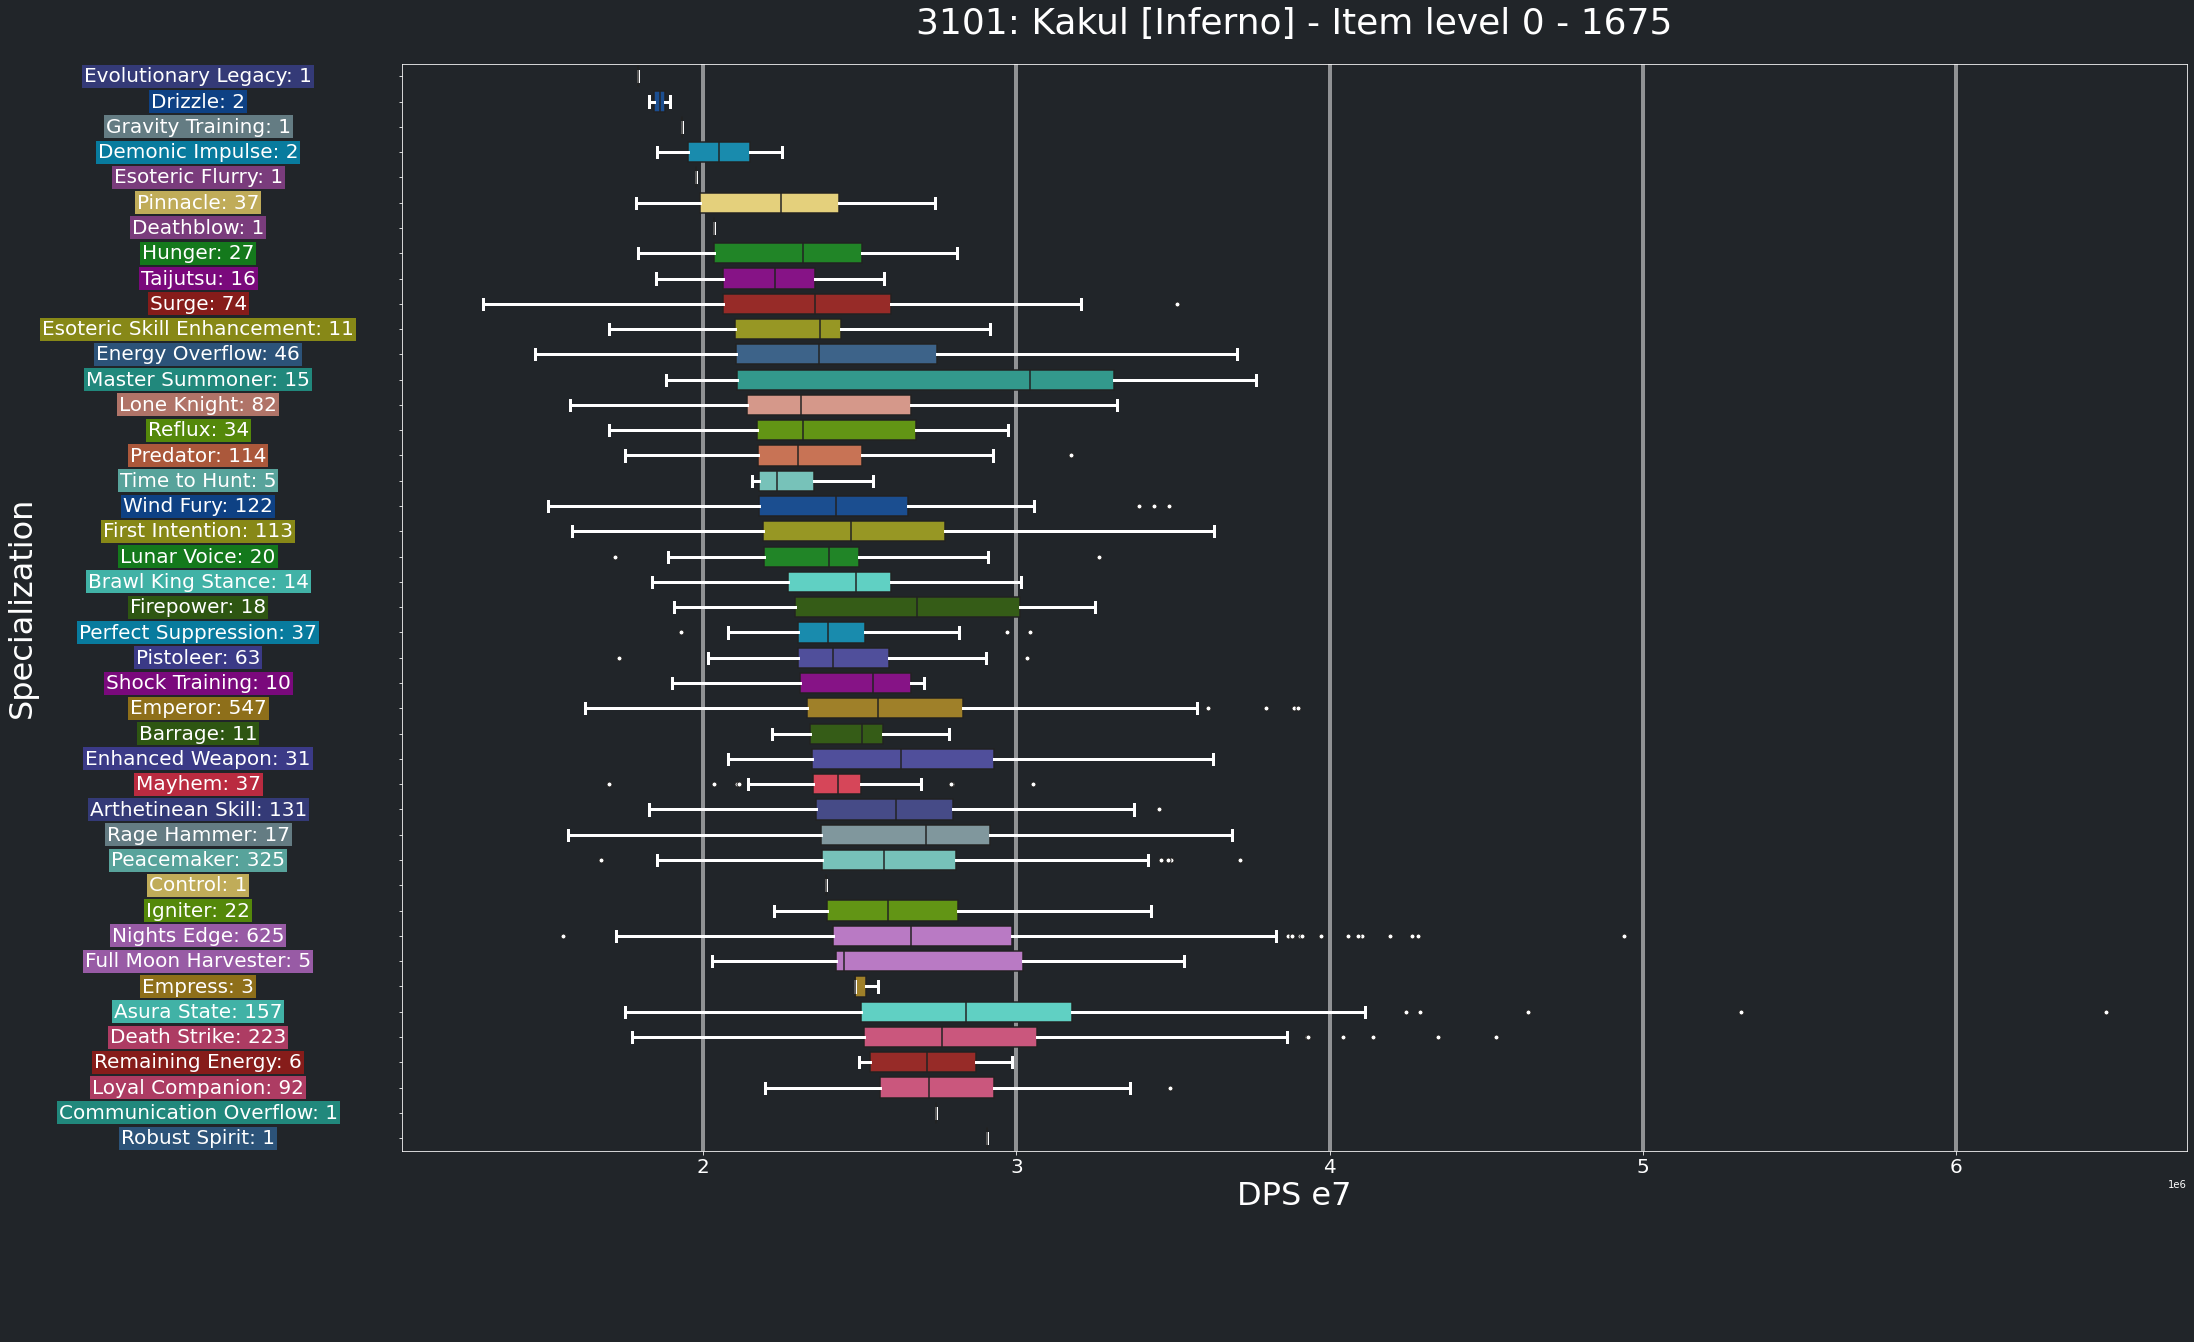 3101: Kakul [Inferno] - Item level 0 - 1675
Evolutionary Legacy: 1
Drizzle: 2
Gravity Training: 1
Demonic Impulse: 2
Esoteric Flurry: 1
Pinnacle: 37
Deathblow: 1
Hunger: 27
Taijutsu: 16
Surge: 74
Esoteric Skill Enhancement: 11
Energy Overflow: 46
Master Summoner: 15
Lone Knight: 82
Reflux: 34
Predator: 114
Time to Hunt: 5
Wind Fury: 122
First Intention: 113
Lunar Voice: 20
Brawl King Stance: 14
Firepower: 18
Perfect Suppression: 37
Pistoleer: 63
Shock Training: 10
Emperor: 547
Barrage: 11
Enhanced Weapon: 31
Mayhem: 37
Arthetinean Skill: 131
Rage Hammer: 17
Peacemaker: 325
Control: 1
Igniter: 22
Nights Edge: 625
Full Moon Harvester: 5
Empress: 3
Asura State: 157
Death Strike: 223
Remaining Energy: 6
Loyal Companion: 92
Communication Overflow: 1
Robust Spirit: 1
Specialization
2 3 4 5 6
1e6
DPS e7